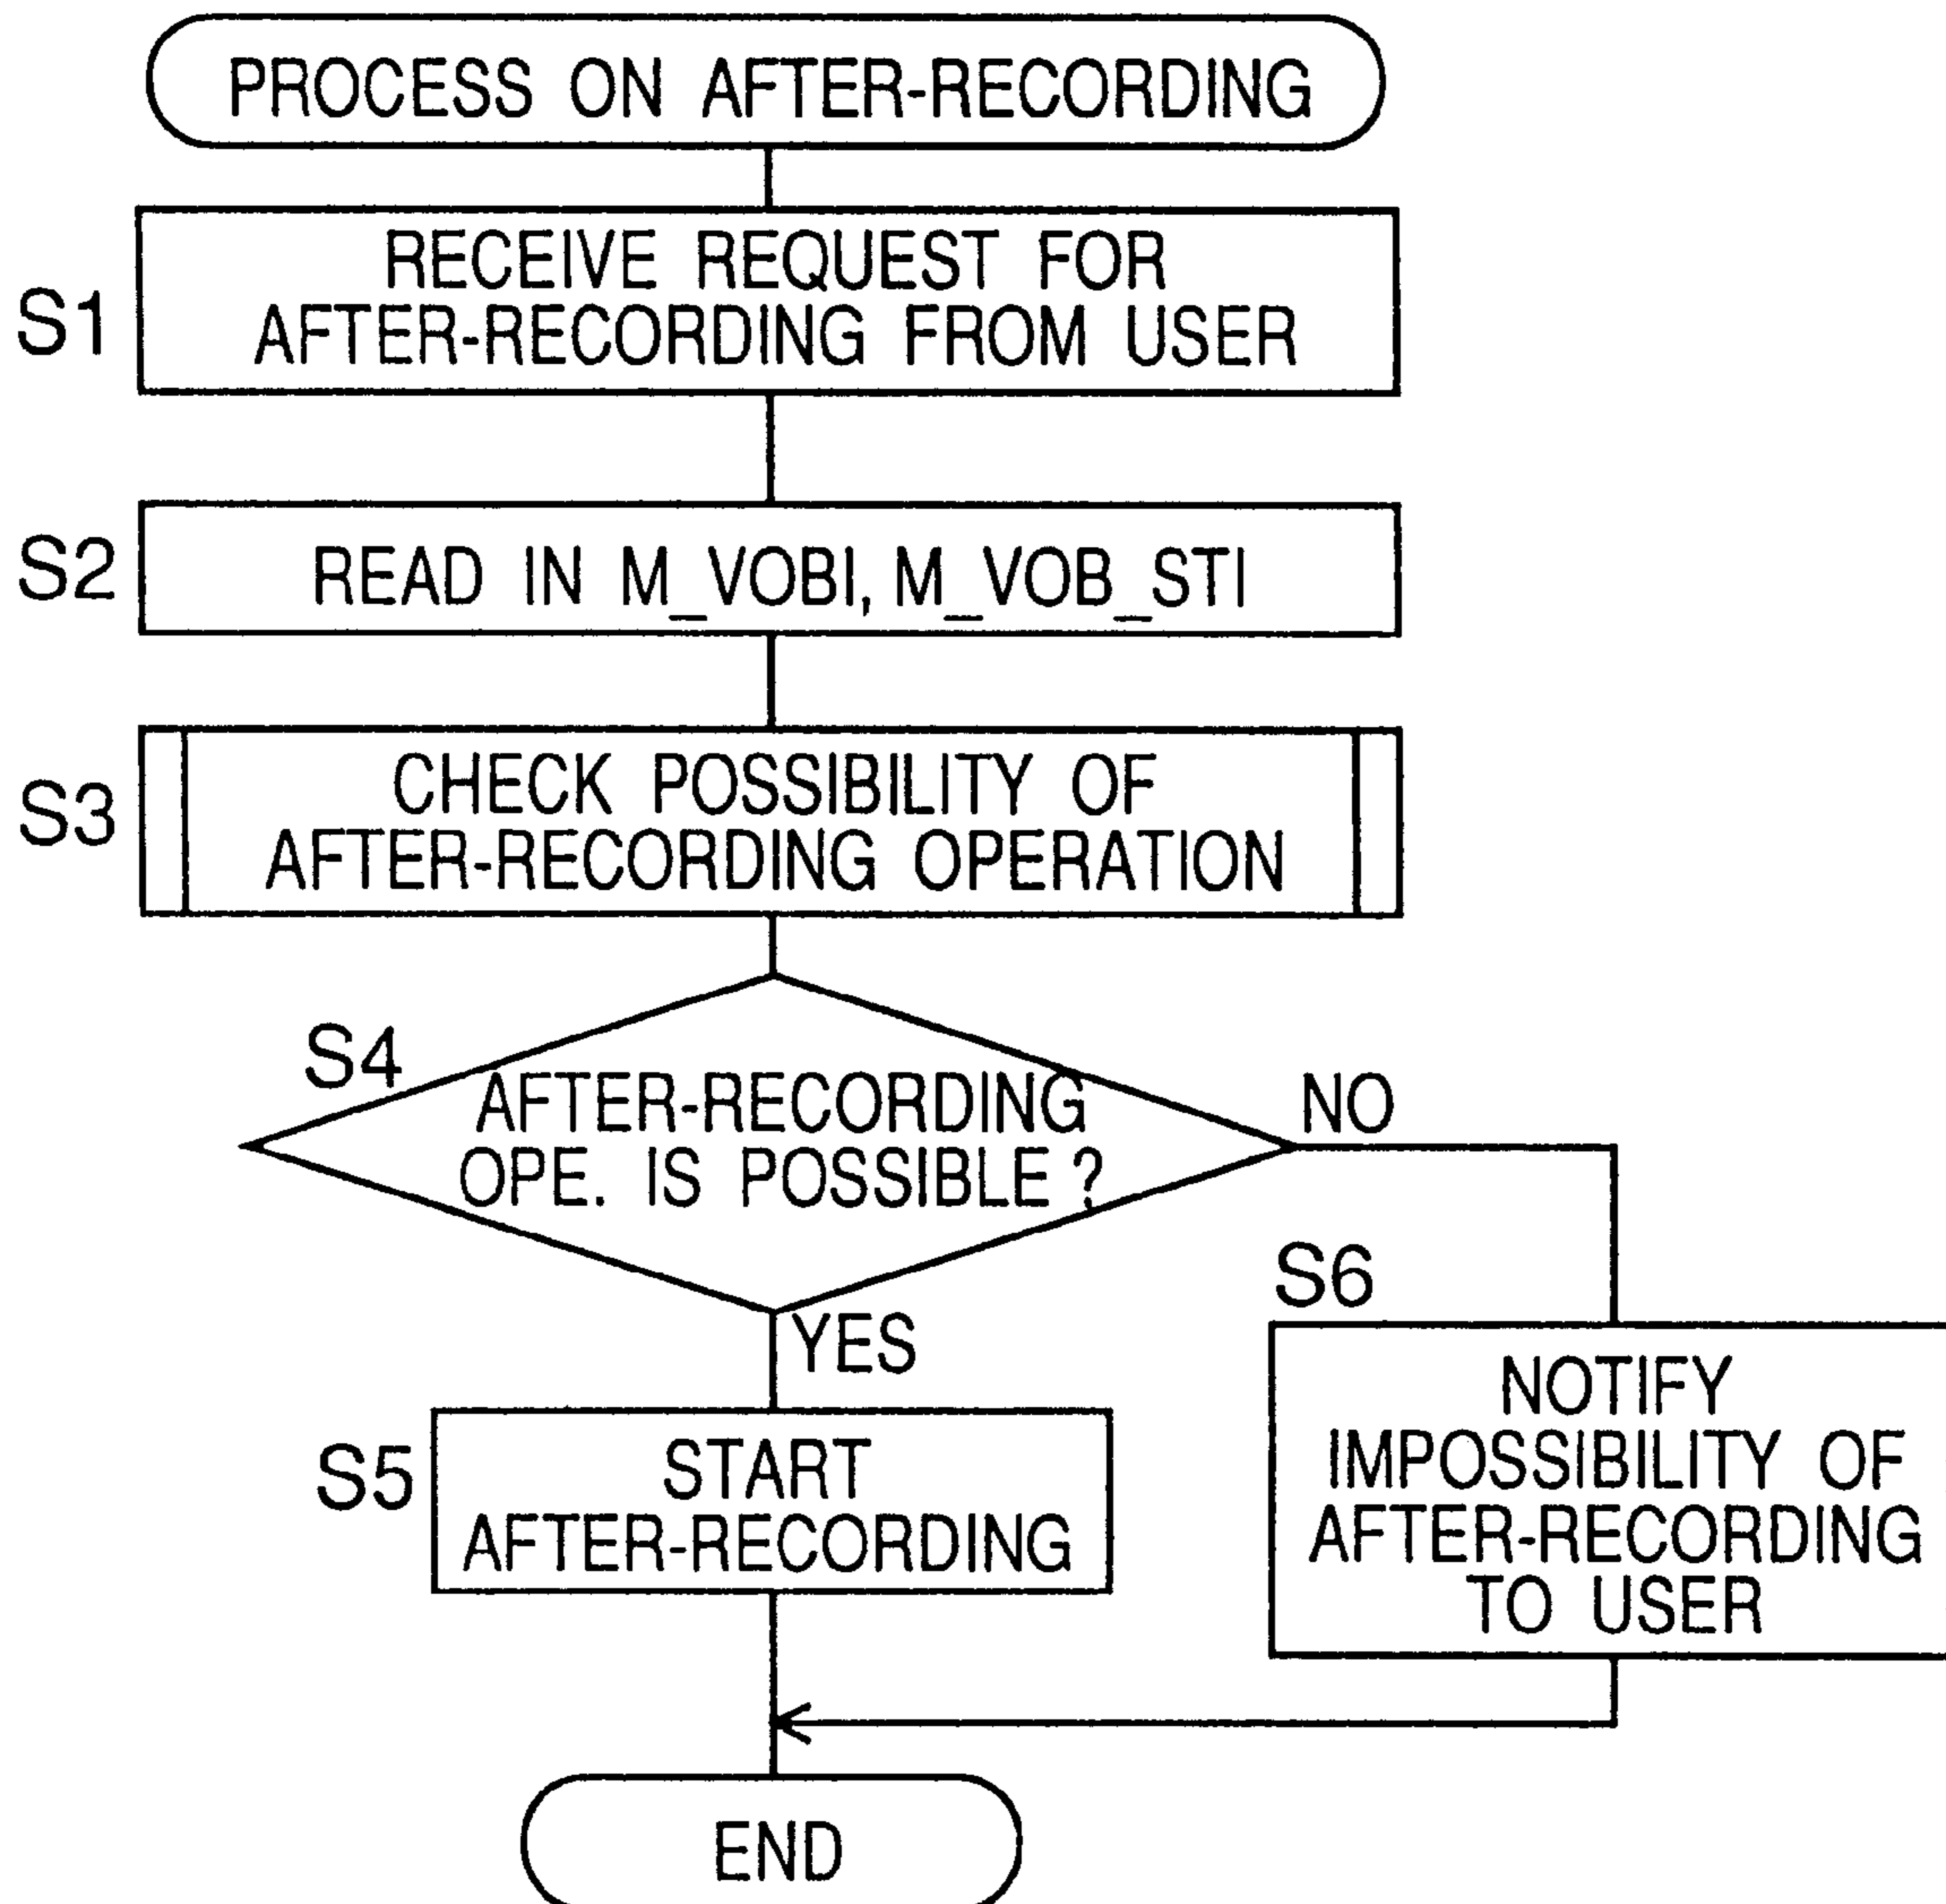 PROCESS ON AFTER-RECORDING
S1
RECEIVE REQUEST FOR
AFTER-RECORDING FROM USER
S2
READ IN M_VOBI, M_VOB_STI
S3
CHECK POSSIBILITY OF
AFTER-RECORDING OPERATION
S4
AFTER-RECORDING
OPE. IS POSSIBLE ?
NO
YES
S6
NOTIFY
IMPOSSIBILITY OF
AFTER-RECORDING
TO USER
S5
START
AFTER-RECORDING
END